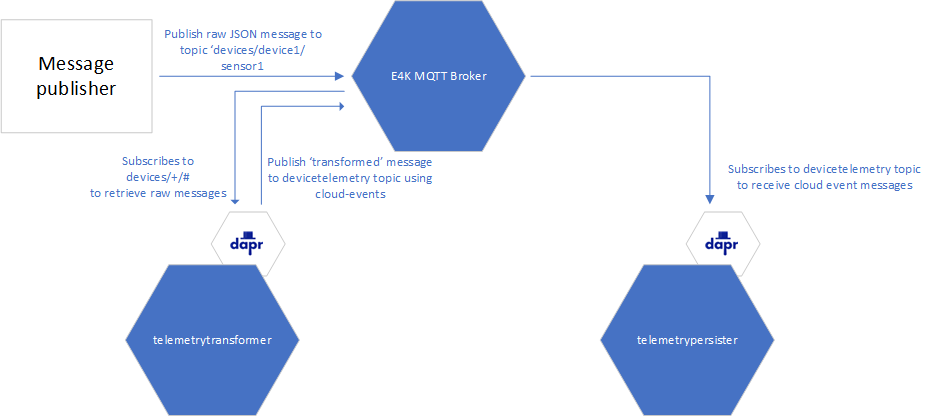 Message
publisher
Publish raw JSON message to
topic ‘devices/device1/
sensor1
E4K MQTT Broker
Subscribes to
devices/+/#
to retrieve raw messages
Publish ‘transformed’ message
to devicetelemetry topic using
cloud-events
Subscribes to devicetelemetry topic
to receive cloud event messages
dapr
dapr
telemetrytransformer
telemetrypersister